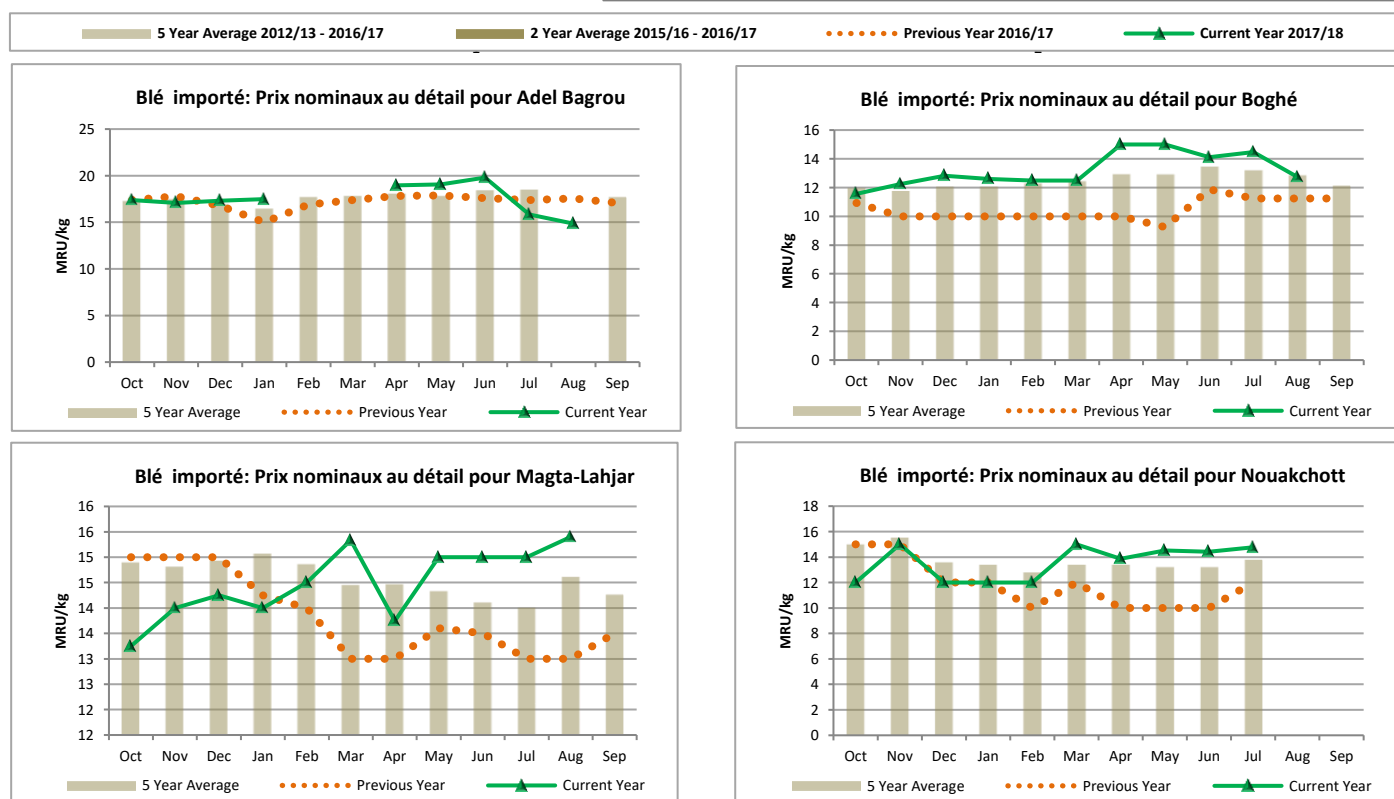 5 Year Average 2012/13 - 2016/17 2 Year Average 2015/16 - 2016/17 Previous Year 2016/17 Current Year 2017/18
Blé importé: Prix nominaux au détail pour Adel Bagrou
MRU/kg
25
20
15
10
5
0
Oct Nov Dec Jan Feb Mar Apr May Jun Jul Aug Sep
5 Year Average Previous Year Current Year
Blé importé: Prix nominaux au détail pour Boghé
MRU/kg
16
14
12
10
8
6
4
2
0
Oct Nov Dec Jan Feb Mar Apr May Jun Jul Aug Sep
5 Year Average Previous Year Current Year
Blé importé: Prix nominaux au détail pour Magta-Lahjar
MRU/kg
16
16
15
15
14
14
13
13
12
12
Oct Nov Dec Jan Feb Mar Apr May Jun Jul Aug Sep
5 Year Average Previous Year Current Year
Blé importé: Prix nominaux au détail pour Nouakchott
MRU/kg
18
16
14
12
10
8
6
4
2
0
Oct Nov Dec Jan Feb Mar Apr May Jun Jul Aug Sep
5 Year Average Previous Year Current Year